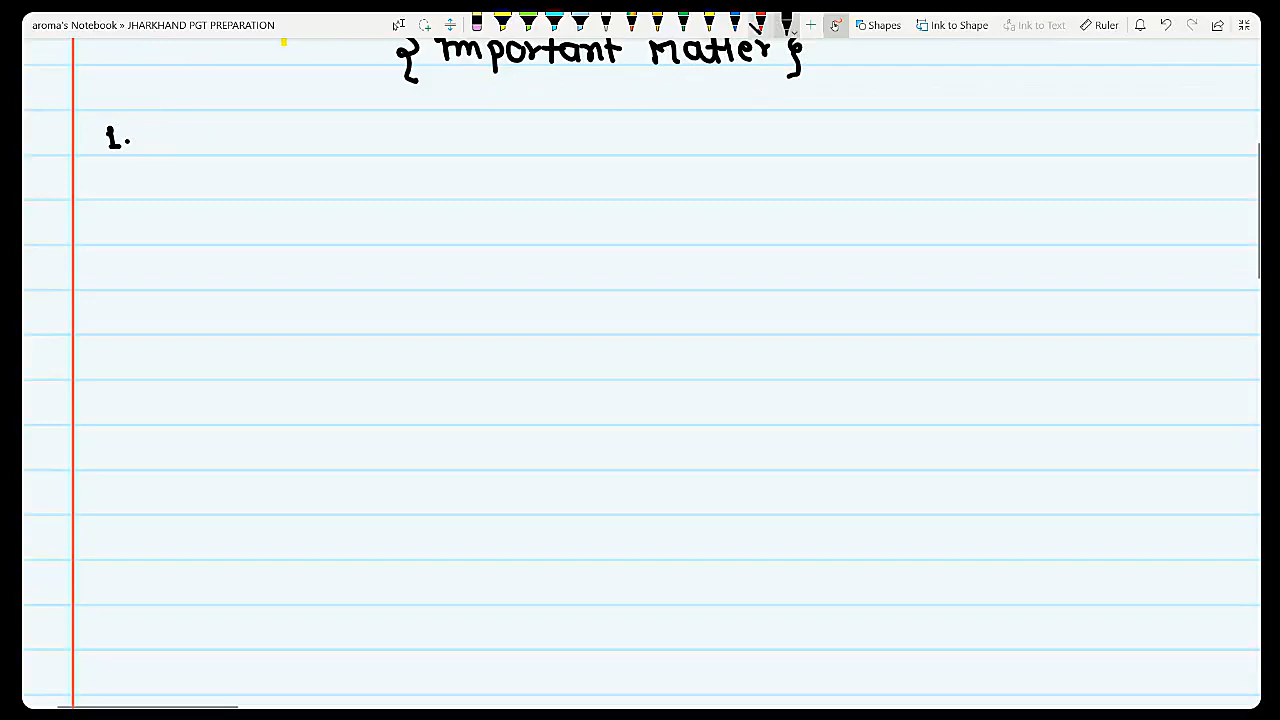 aroma's Notebook » JHARKHAND PGT PREPARATION Shapes Ink to Shape Ink to Text Ruler
{ Important Matter }
1.